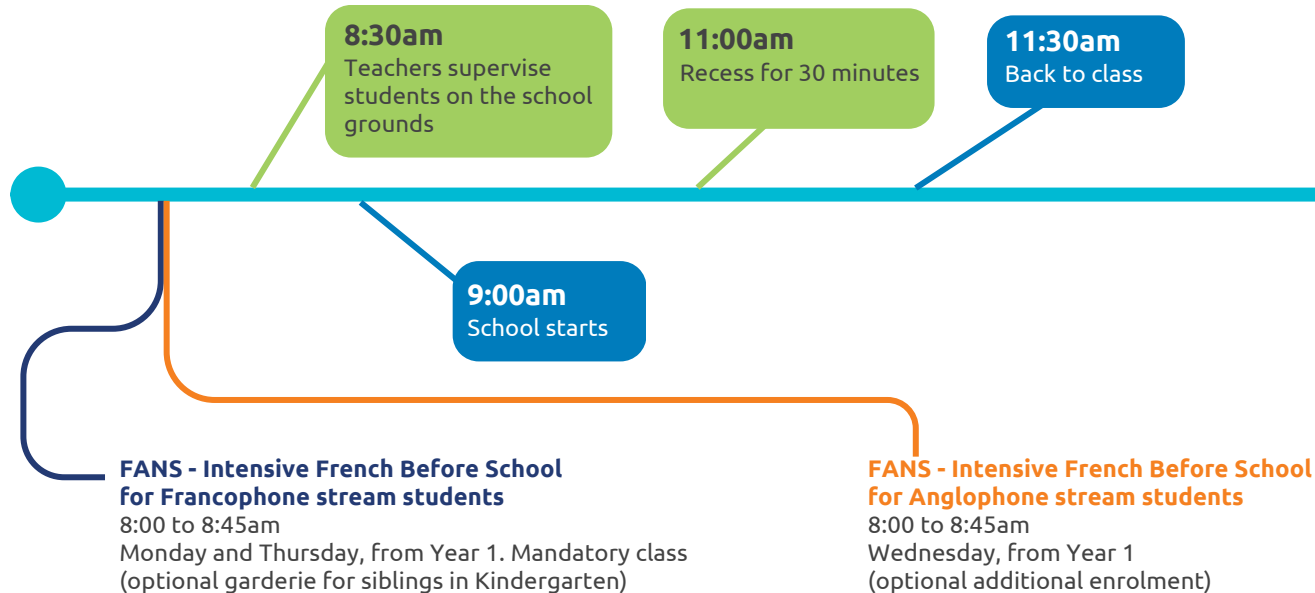 8:30am
Teachers supervise
students on the school
grounds
11:00am
Recess for 30 minutes
11:30am
Back to class
9:00am
School starts
FANS - Intensive French Before School
for Francophone stream students
8:00 to 8:45am
Monday and Thursday, from Year 1. Mandatory class
(optional garderie for siblings in Kindergarten)
FANS - Intensive French Before School
for Anglophone stream students
8:00 to 8:45am
Wednesday, from Year 1
(optional additional enrolment)